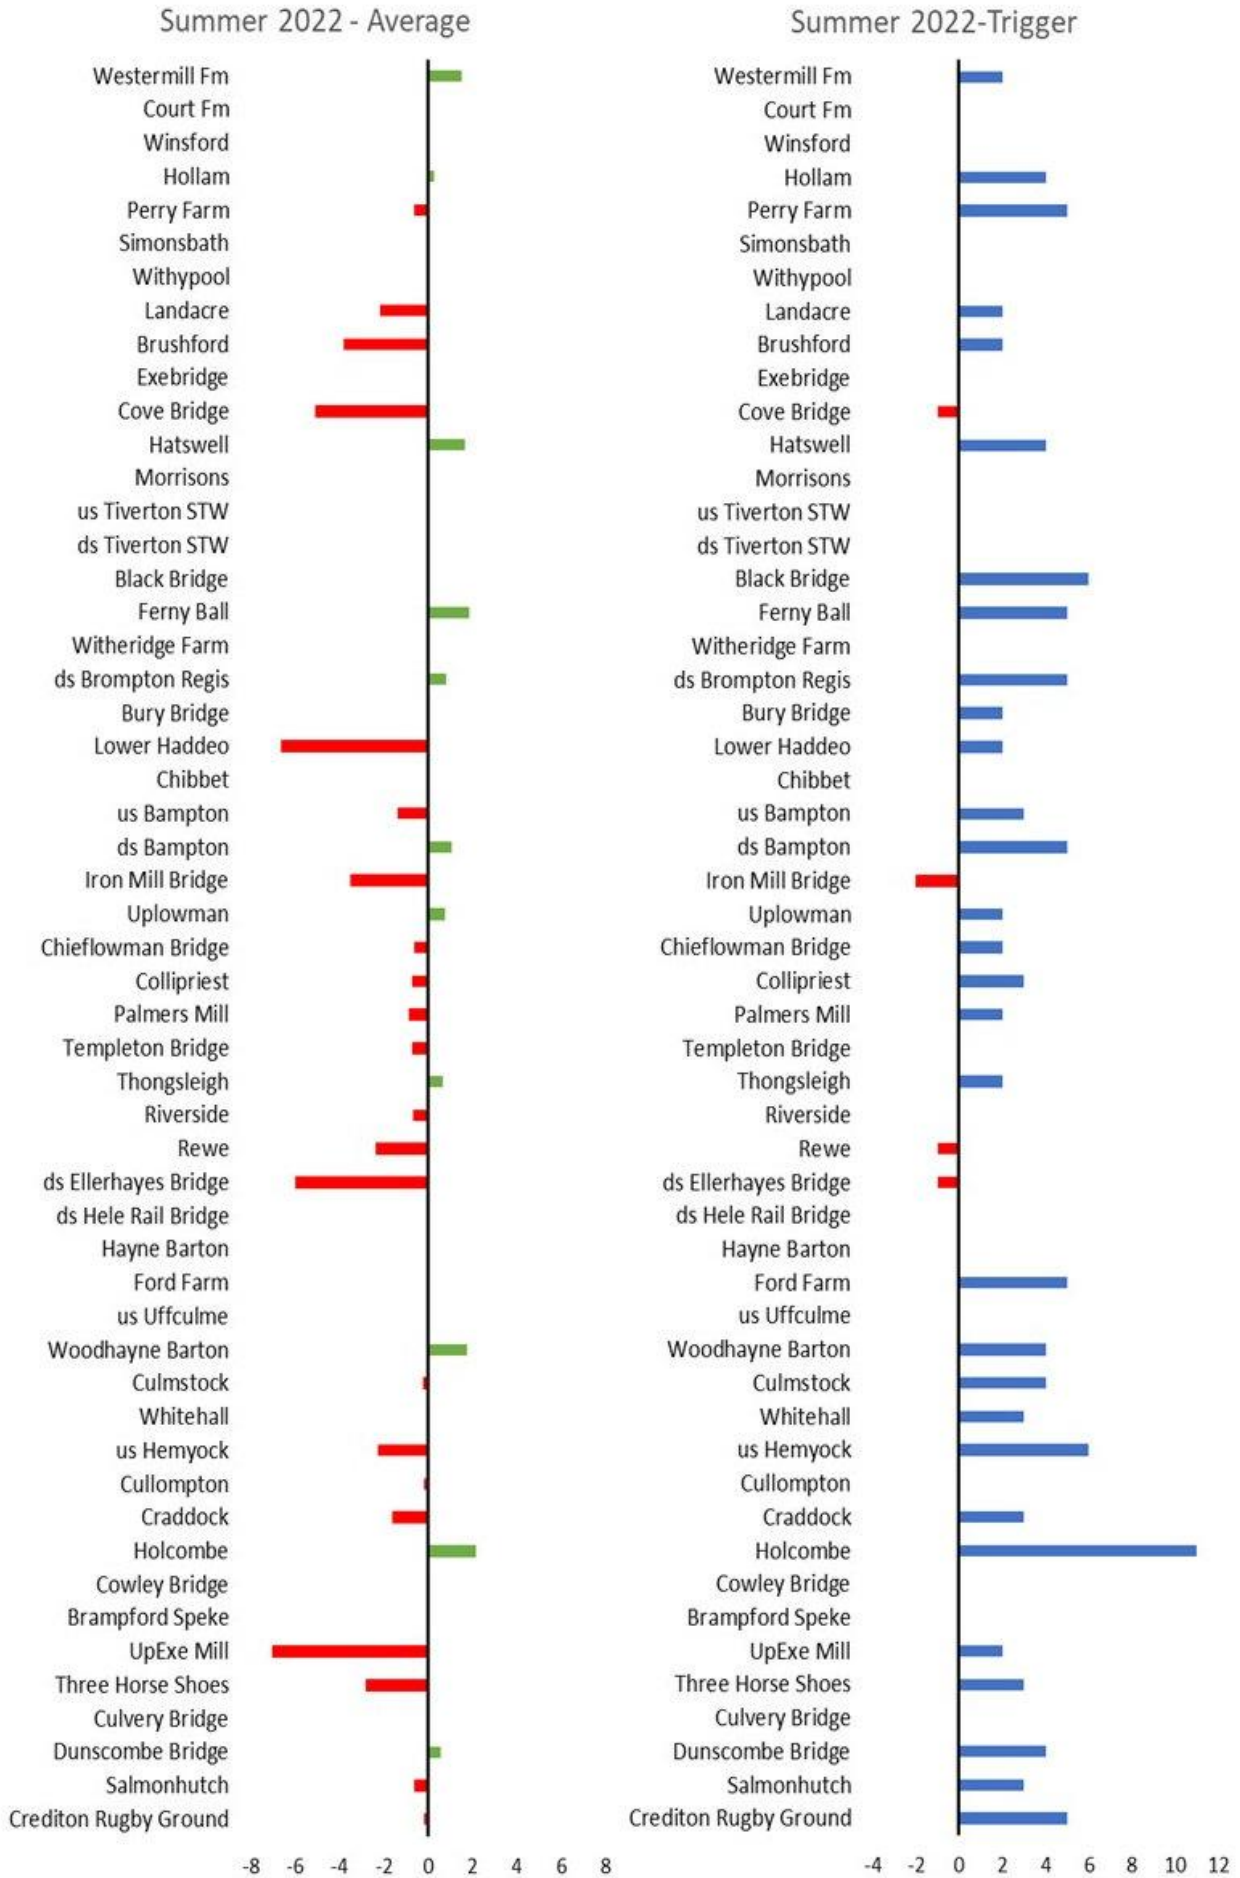 Summer 2022 - Average
Westermill Fm
Court Fm
Winsford
Hollam
Perry Farm
Simonsbath
Withypool
Landacre
Brushford
Exebridge
Cove Bridge
Hatswell
Morrisons
us Tiverton STW
ds Tiverton STW
Black Bridge
Ferny Ball
Witheridge Farm
ds Brompton Regis
Bury Bridge
Lower Haddeo
Chibbet
us Bampton
ds Bampton
Iron Mill Bridge
Uplowman
Chieflowman Bridge
Collipriest
Palmers Mill
Templeton Bridge
Thongsleigh
Riverside
Rewe
ds Ellerhayes Bridge
ds Hele Rail Bridge
Hayne Barton
Ford Farm
us Uffculme
Woodhayne Barton
Culmstock
Whitehall
us Hemyock
Cullompton
Craddock
Holcombe
Cowley Bridge
Brampford Speke
UpExe Mill
Three Horse Shoes
Culvery Bridge
Dunscombe Bridge
Salmonhutch
Crediton Rugby Ground
-8 -6 -4 -2 0 2 4 6 8
Summer 2022-Trigger
Westermill Fm
Court Fm
Winsford
Hollam
Perry Farm
Simonsbath
Withypool
Landacre
Brushford
Exebridge
Cove Bridge
Hatswell
Morrisons
us Tiverton STW
ds Tiverton STW
Black Bridge
Ferny Ball
Witheridge Farm
ds Brompton Regis
Bury Bridge
Lower Haddeo
Chibbet
us Bampton
ds Bampton
Iron Mill Bridge
Uplowman
Chieflowman Bridge
Collipriest
Palmers Mill
Templeton Bridge
Thongsleigh
Riverside
Rewe
ds Ellerhayes Bridge
ds Hele Rail Bridge
Hayne Barton
Ford Farm
us Uffculme
Woodhayne Barton
Culmstock
Whitehall
us Hemyock
Cullompton
Craddock
Holcombe
Cowley Bridge
Brampford Speke
UpExe Mill
Three Horse Shoes
Culvery Bridge
Dunscombe Bridge
Salmonhutch
Crediton Rugby Ground
-4 -2 0 2 4 6 8 10 12